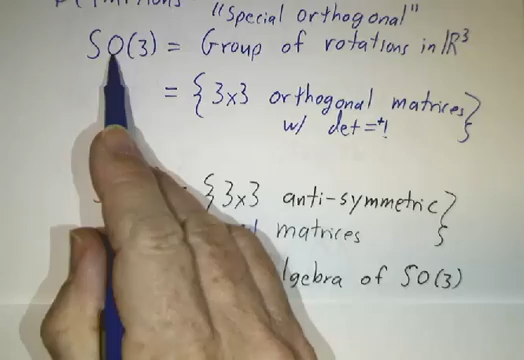 "Special orthogonal"
SO(3) = Group of rotations in ℝ³
= {3x3 orthogonal matrices}
w/ det=+1
= {3x3 anti-symmetric}
matrices
lgebra of SO(3)